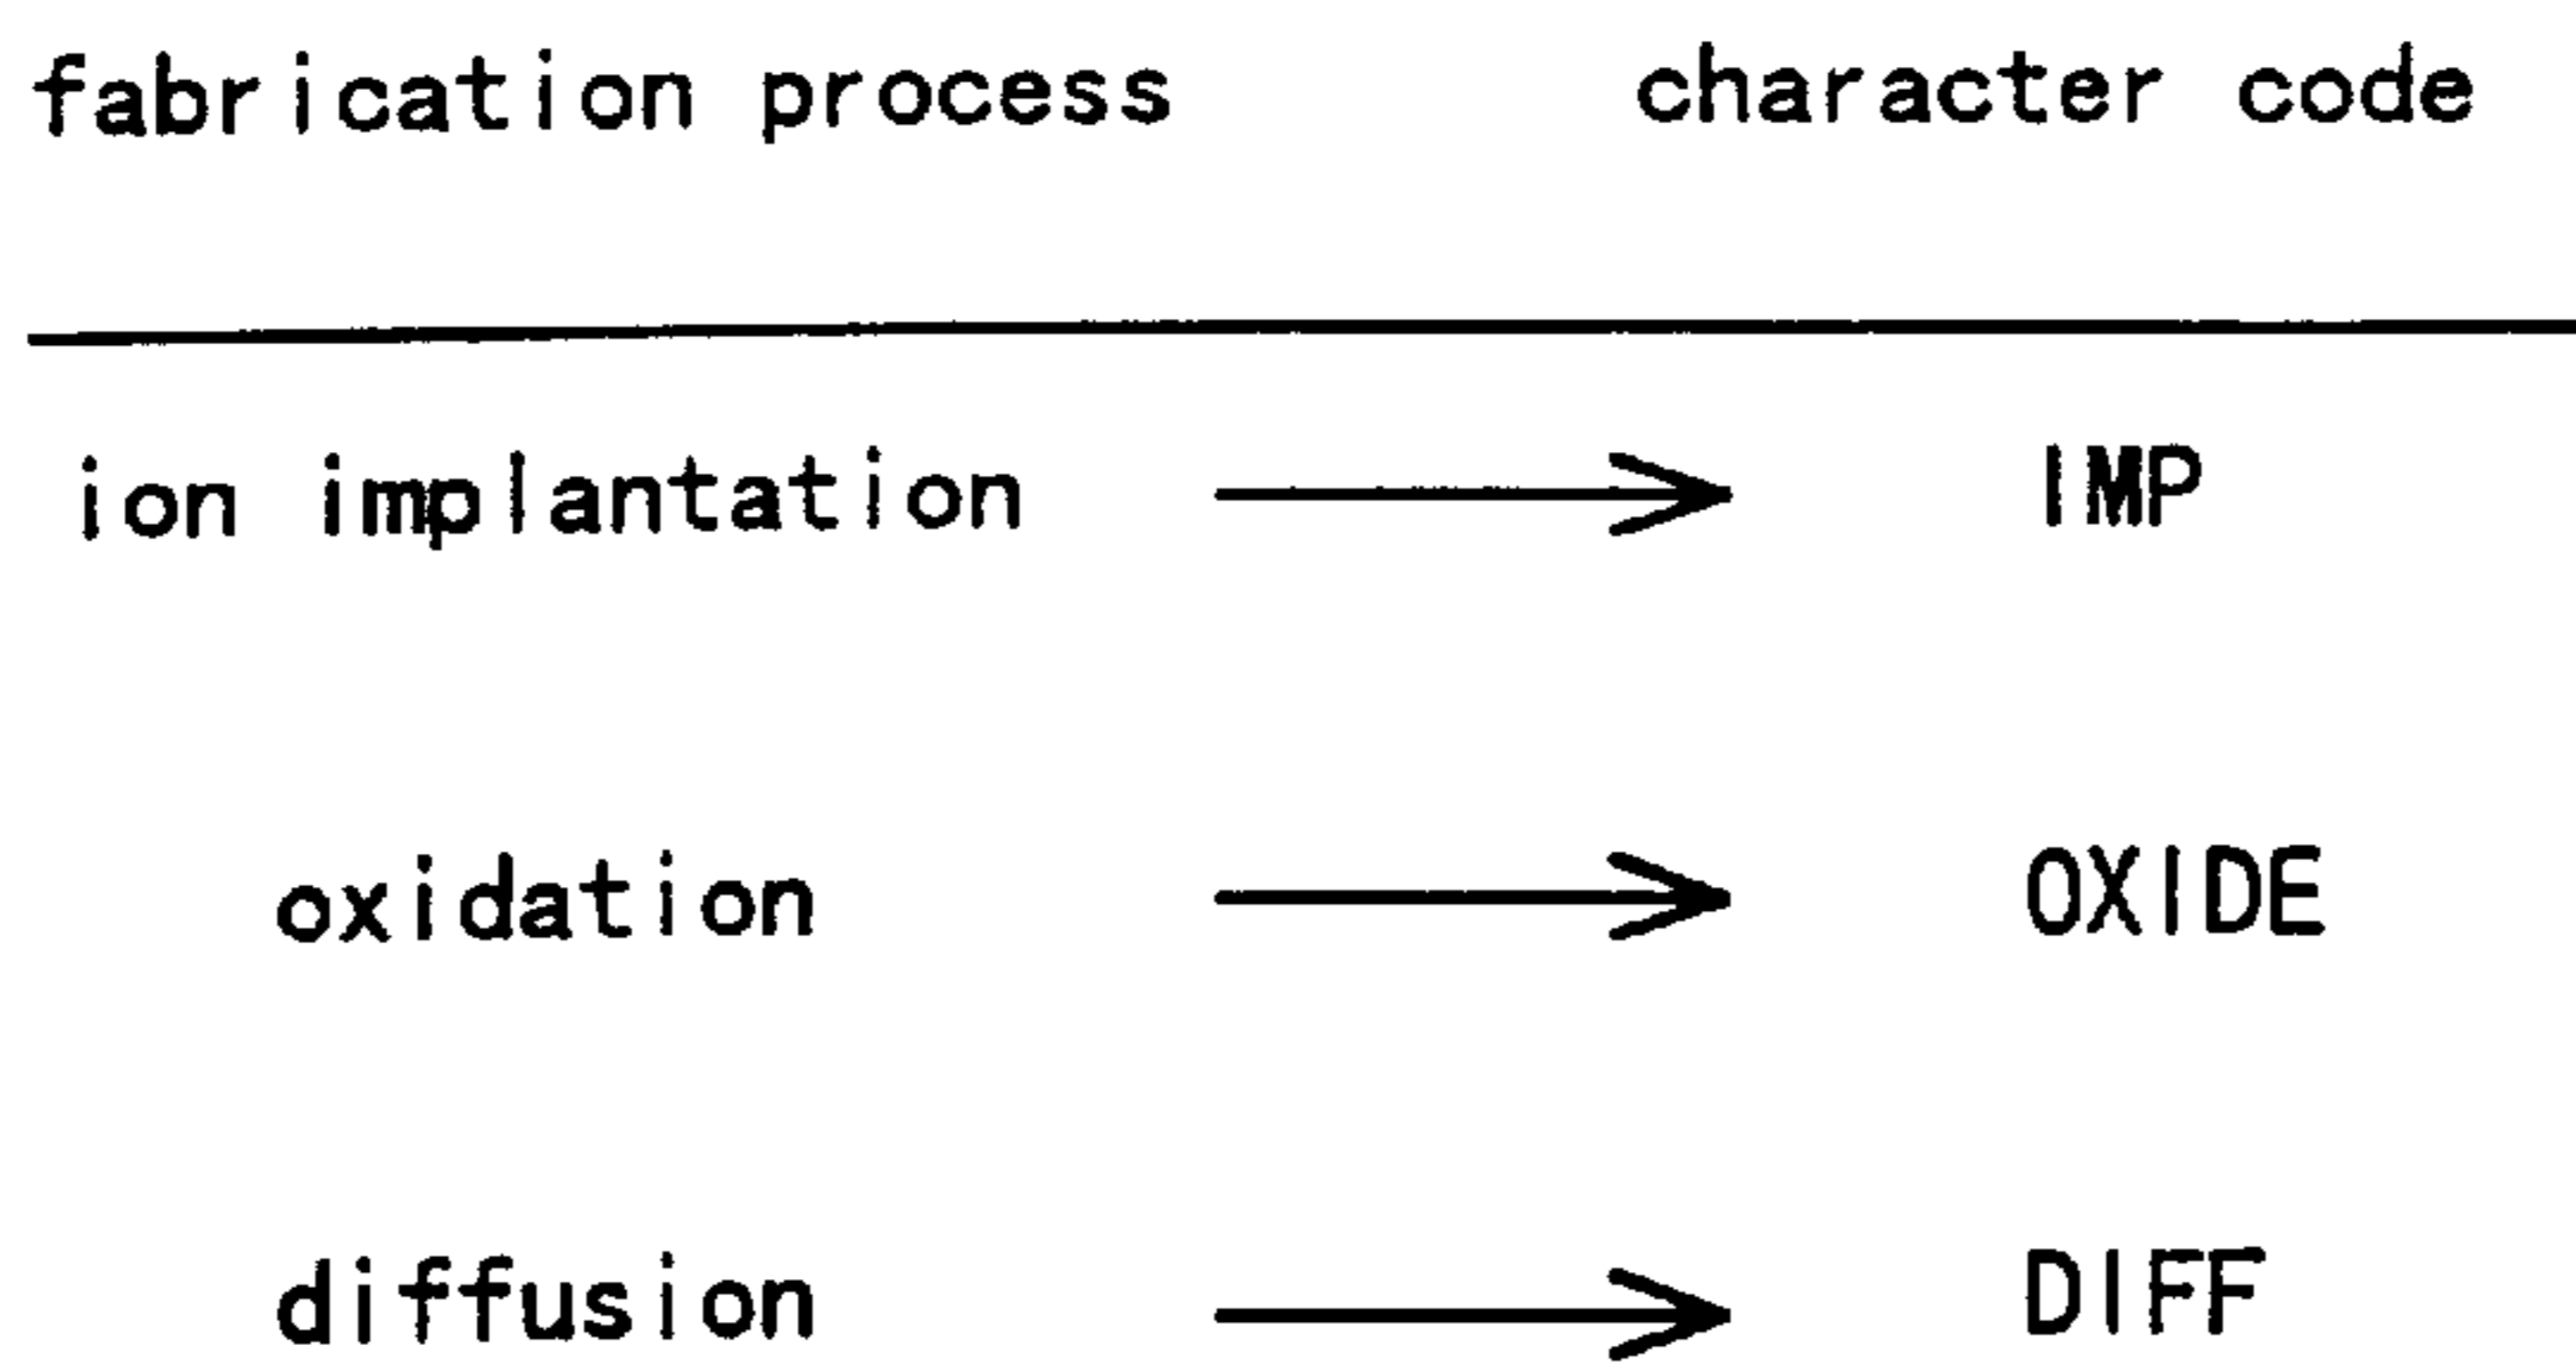 fabrication process character code
ion implantation IMP
oxidation OXIDE
diffusion DIFF